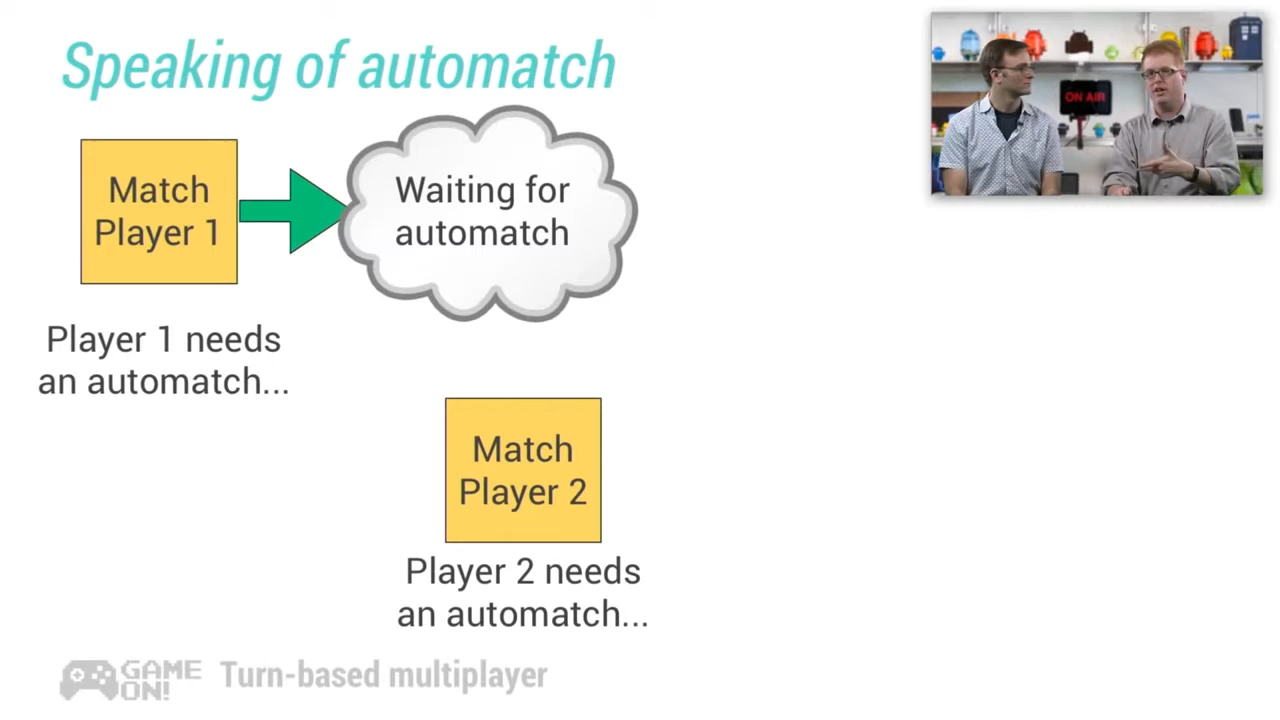 Speaking of automatch
ON AIR
Match
Player 1
Waiting for
automatch
Player 1 needs
an automatch...
Match
Player 2
Player 2 needs
an automatch...
GAME
ON!
Turn-based multiplayer